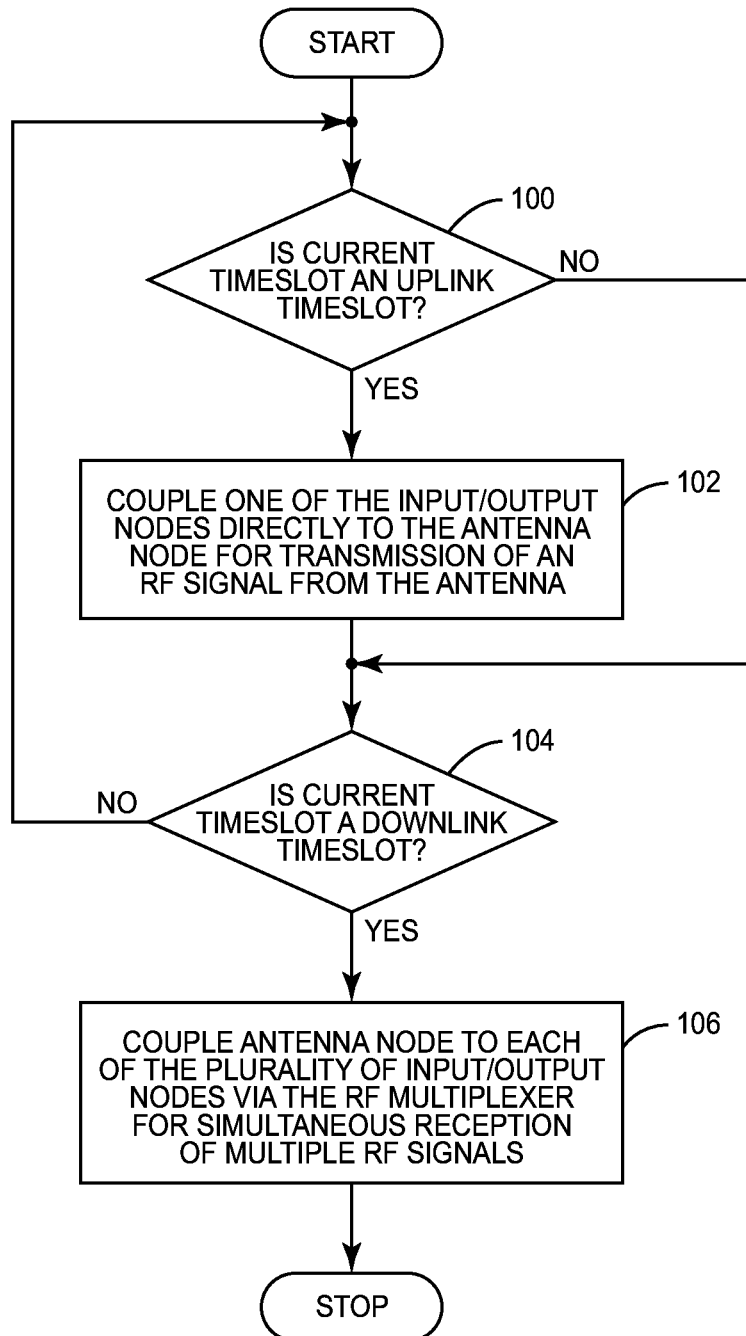 START
100
IS CURRENT
TIMESLOT AN UPLINK
TIMESLOT?
NO
YES
102
COUPLE ONE OF THE INPUT/OUTPUT
NODES DIRECTLY TO THE ANTENNA
NODE FOR TRANSMISSION OF AN
RF SIGNAL FROM THE ANTENNA
104
NO
IS CURRENT
TIMESLOT A DOWNLINK
TIMESLOT?
YES
106
COUPLE ANTENNA NODE TO EACH
OF THE PLURALITY OF INPUT/OUTPUT
NODES VIA THE RF MULTIPLEXER
FOR SIMULTANEOUS RECEPTION
OF MULTIPLE RF SIGNALS
STOP